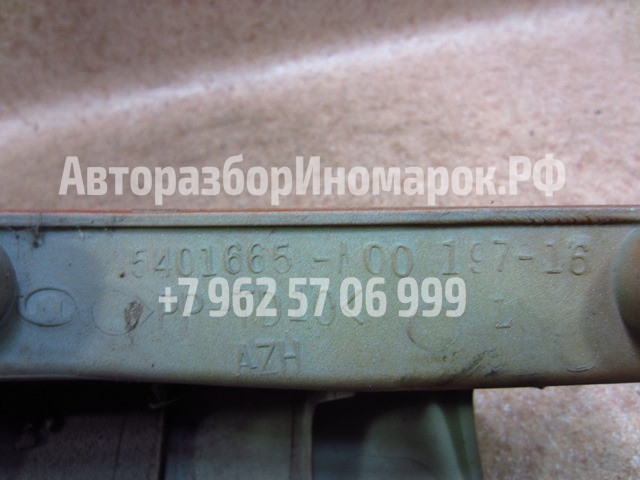 АвторазборИномарок.РФ
5401665-A00 197-16
+7 962 57 06 999
AZH